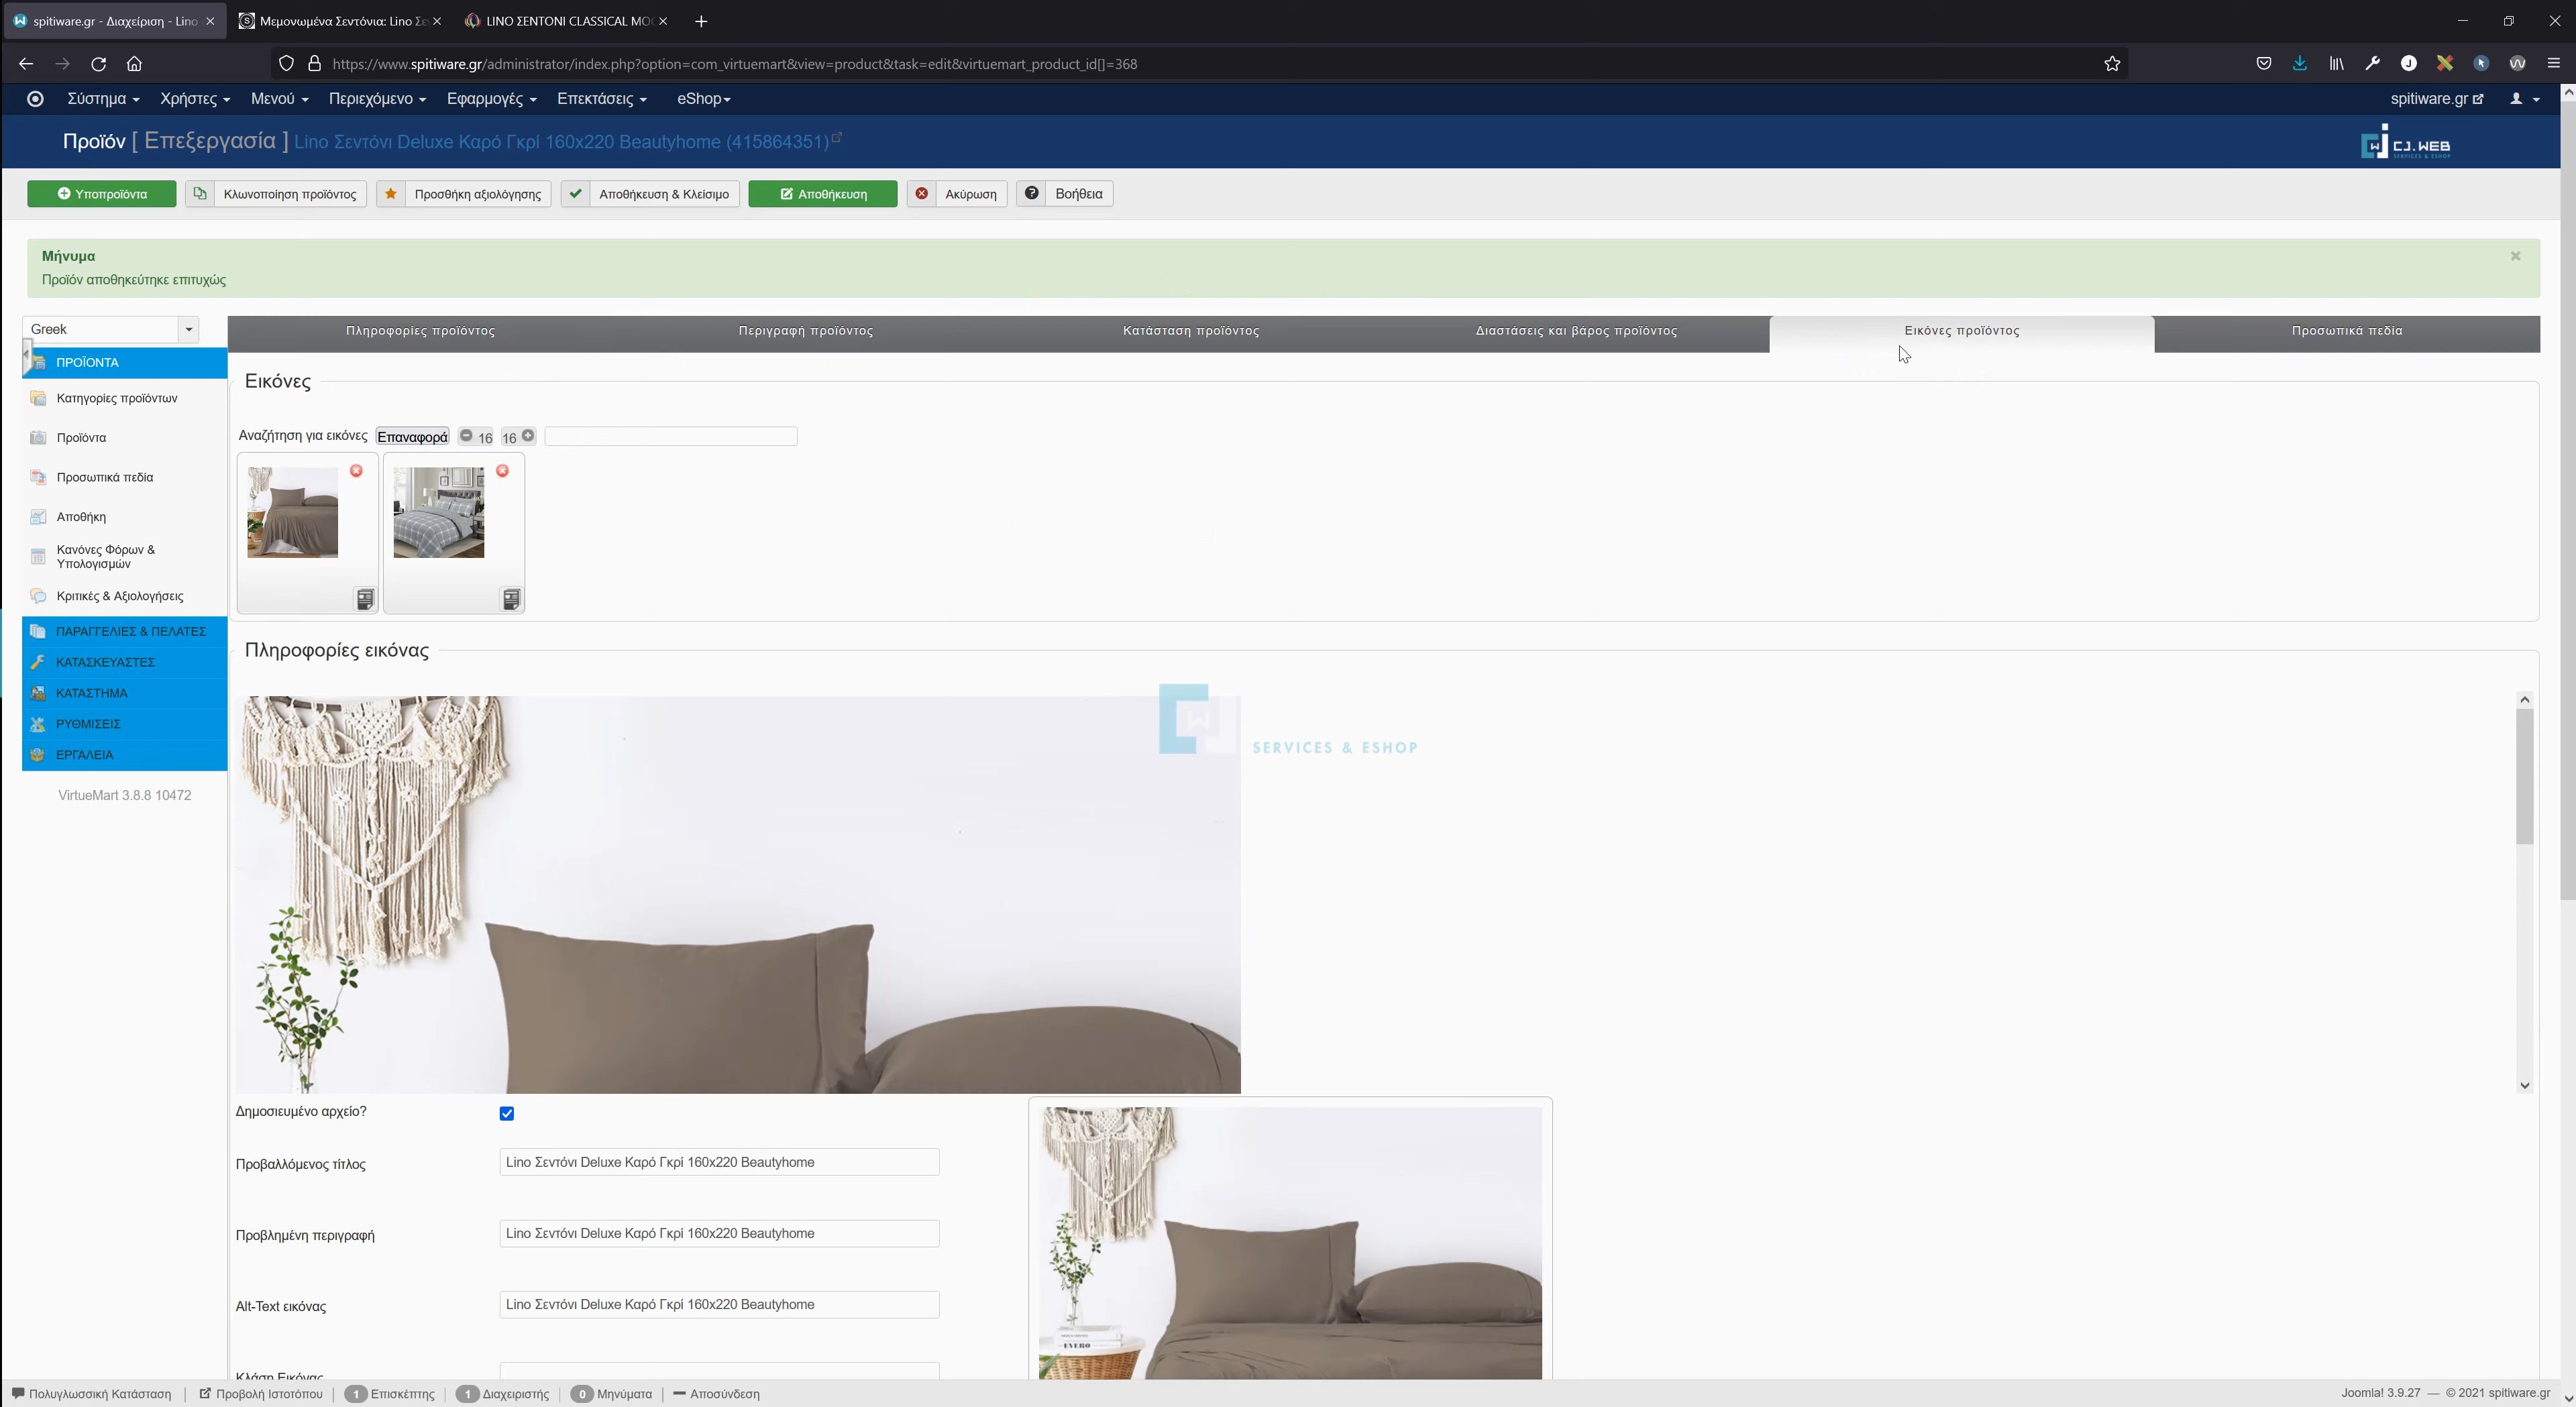 spitiware.gr - Διαχείριση - Lino
Μεμονωμένα Σεντόνια: Lino Σε
LINO ΣΕΝΤΟΝΙ CLASSICAL MO
https://www.spitiware.gr/administrator/index.php?option=com_virtuemart&view=product&task=edit&virtuemart_product_id[]=368
Σύστημα Χρήστες Μενού Περιεχόμενο Εφαρμογές Επεκτάσεις eShop
spitiware.gr
Προϊόν [ Επεξεργασία ] Lino Σεντόνι Deluxe Καρό Γκρί 160x220 Beautyhome (415864351)
CJ.WEB
SERVICES & ESHOP
Υποπροϊόντα Κλωνοποίηση προϊόντος Προσθήκη αξιολόγησης Αποθήκευση & Κλείσιμο Αποθήκευση Ακύρωση Βοήθεια
Μήνυμα
Προϊόν αποθηκεύτηκε επιτυχώς
Greek
Πληροφορίες προϊόντος Περιγραφή προϊόντος Κατάσταση προϊόντος Διαστάσεις και βάρος προϊόντος Εικόνες προϊόντος Προσωπικά πεδία
ΠΡΟΪΟΝΤΑ
Κατηγορίες προϊόντων
Προϊόντα
Προσωπικά πεδία
Αποθήκη
Κανόνες Φόρων &
Υπολογισμών
Κριτικές & Αξιολογήσεις
ΠΑΡΑΓΓΕΛΙΕΣ & ΠΕΛΑΤΕΣ
ΚΑΤΑΣΚΕΥΑΣΤΕΣ
ΚΑΤΑΣΤΗΜΑ
ΡΥΘΜΙΣΕΙΣ
ΕΡΓΑΛΕΙΑ
VirtueMart 3.8.8 10472
Εικόνες
Αναζήτηση για εικόνες Επαναφορά 16 16
Πληροφορίες εικόνας
SERVICES & ESHOP
Δημοσιευμένο αρχείο?
Προβαλλόμενος τίτλος Lino Σεντόνι Deluxe Καρό Γκρί 160x220 Beautyhome
Προβλημένη περιγραφή Lino Σεντόνι Deluxe Καρό Γκρί 160x220 Beautyhome
Alt-Text εικόνας Lino Σεντόνι Deluxe Καρό Γκρί 160x220 Beautyhome
Κλάση Εικόνας
Πολυγλωσσική Κατάσταση Προβολή Ιστοτόπου 1 Επισκέπτης 1 Διαχειριστής 0 Μηνύματα Αποσύνδεση
Joomla! 3.9.27 — © 2021 spitiware.gr